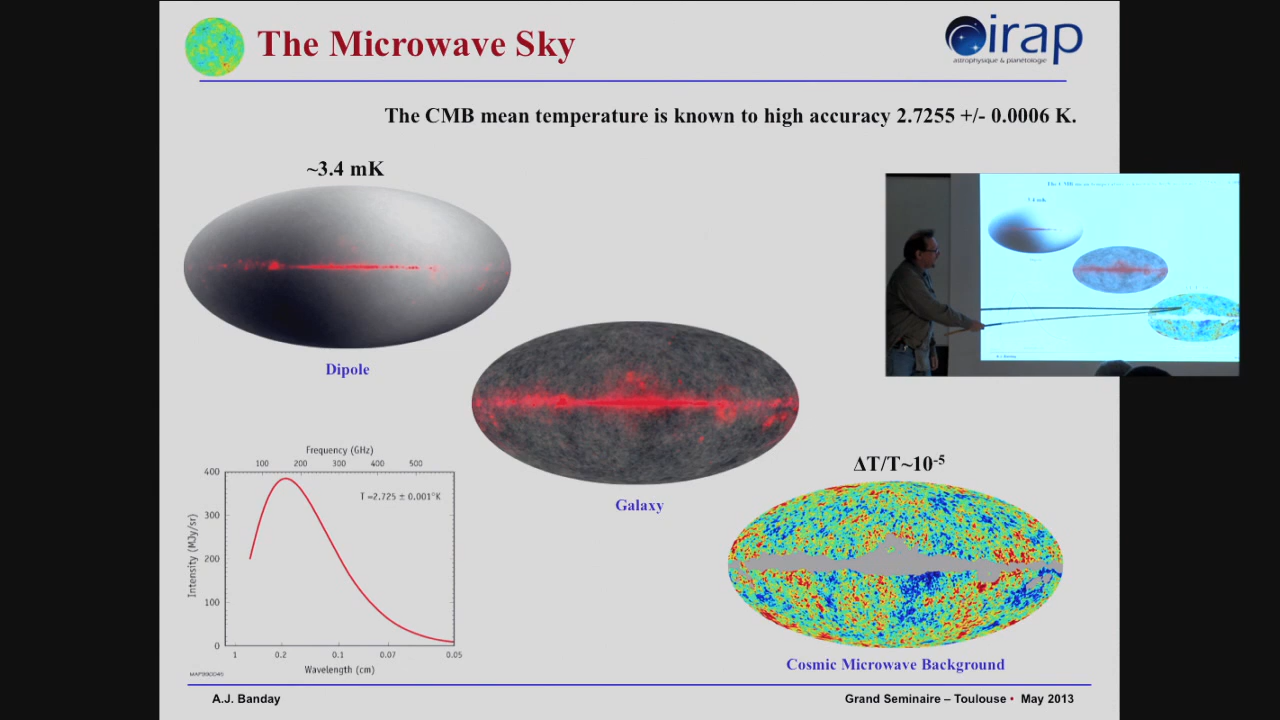 The Microwave Sky
irap
astrophysique & planétologie
The CMB mean temperature is known to high accuracy 2.7255 +/- 0.0006 K.
~3.4 mK
Dipole
Galaxy
Frequency (GHz)
100 200 300 400 500
T =2.725 ± 0.001°K
Intensity (MJy/sr)
400
300
200
100
0
1 0.2 0.1 0.07 0.05
Wavelength (cm)
ΔT/T~10-5
Cosmic Microwave Background
A.J. Banday
Grand Seminaire – Toulouse • May 2013